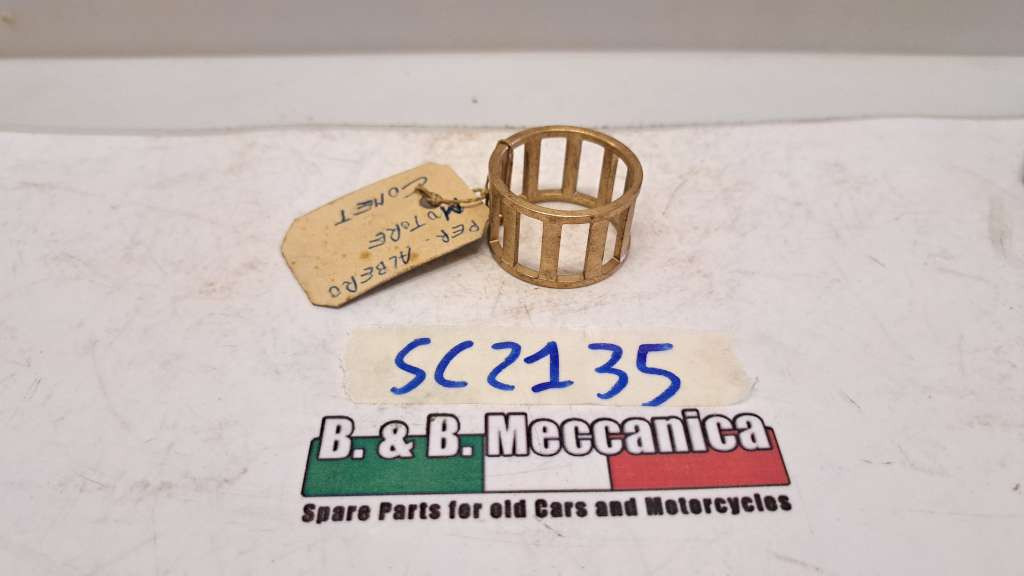 PER ALBERO
MOTORE
COMET
SC2135
B. & B. Meccanica
Spare Parts for old Cars and Motorcycles